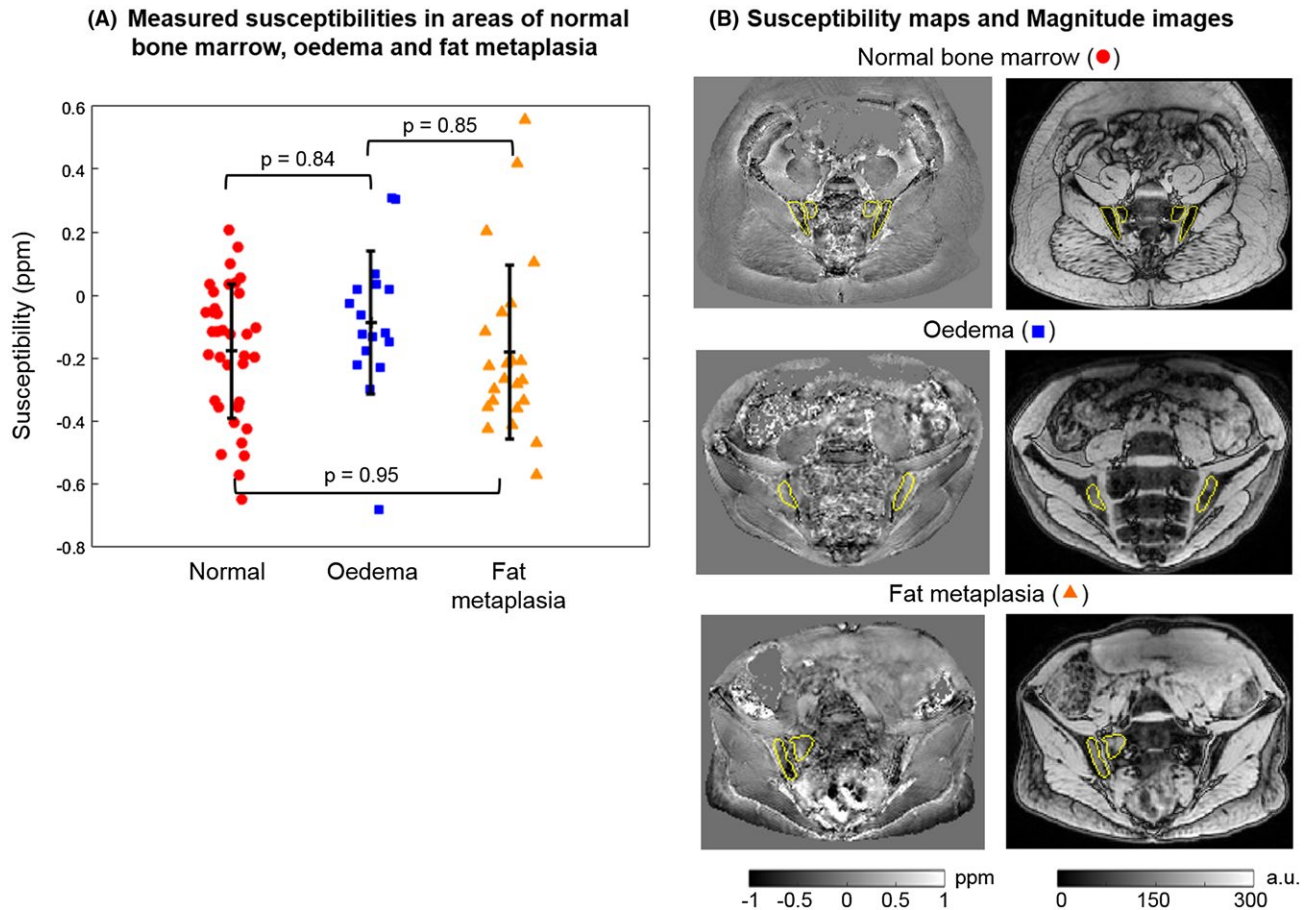 (A) Measured susceptibilities in areas of normal
bone marrow, oedema and fat metaplasia
0.6
0.4
0.2
0
-0.2
-0.4
-0.6
-0.8
Susceptibility (ppm)
p = 0.84
p = 0.85
p = 0.95
Normal
Oedema
Fat
metaplasia
(B) Susceptibility maps and Magnitude images
Normal bone marrow (●)
Oedema (■)
Fat metaplasia (▲)
ppm
-1 -0.5 0 0.5 1
a.u.
0 150 300